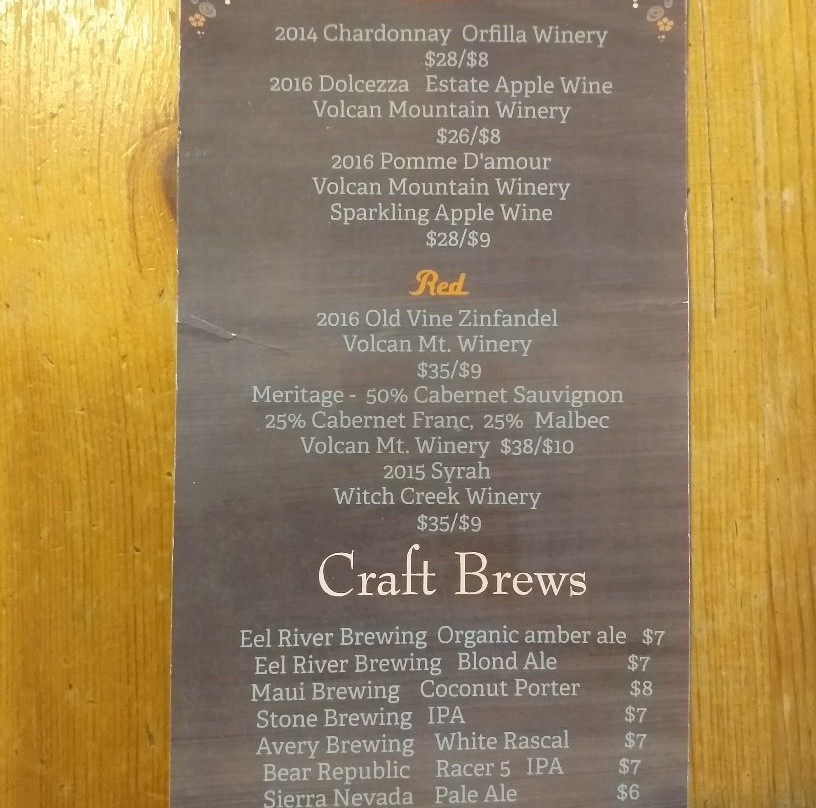 2014 Chardonnay Orfilla Winery
$28/$8
2016 Dolcezza Estate Apple Wine
Volcan Mountain Winery
$26/$8
2016 Pomme D'amour
Volcan Mountain Winery
Sparkling Apple Wine
$28/$9
Red
2016 Old Vine Zinfandel
Volcan Mt. Winery
$35/$9
Meritage - 50% Cabernet Sauvignon
25% Cabernet Franc, 25% Malbec
Volcan Mt. Winery $38/$10
2015 Syrah
Witch Creek Winery
$35/$9
Craft Brews
Eel River Brewing Organic amber ale $7
Eel River Brewing Blond Ale $7
Maui Brewing Coconut Porter $8
Stone Brewing IPA $7
Avery Brewing White Rascal $7
Bear Republic Racer 5 IPA $7
Sierra Nevada Pale Ale $6